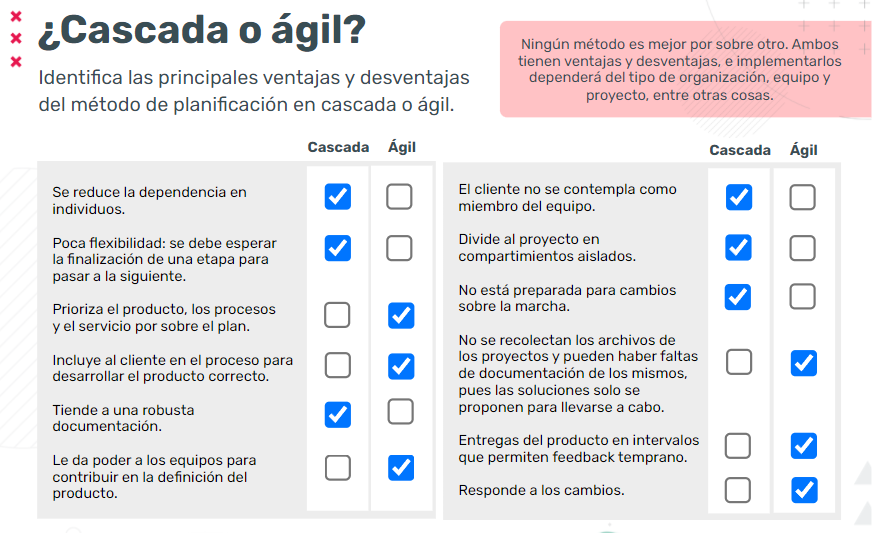 ¿Cascada o ágil?
Identifica las principales ventajas y desventajas
del método de planificación en cascada o ágil.
Ningún método es mejor por sobre otro. Ambos
tienen ventajas y desventajas, e implementarlos
dependerá del tipo de organización, equipo y
proyecto, entre otras cosas.
Cascada Ágil
Se reduce la dependencia en
individuos.
Poca flexibilidad: se debe esperar
la finalización de una etapa para
pasar a la siguiente.
Prioriza el producto, los procesos
y el servicio por sobre el plan.
Incluye al cliente en el proceso para
desarrollar el producto correcto.
Tiende a una robusta
documentación.
Le da poder a los equipos para
contribuir en la definición del
producto.
Cascada Ágil
El cliente no se contempla como
miembro del equipo.
Divide al proyecto en
compartimientos aislados.
No está preparada para cambios
sobre la marcha.
No se recolectan los archivos de
los proyectos y pueden haber faltas
de documentación de los mismos,
pues las soluciones solo se
proponen para llevarse a cabo.
Entregas del producto en intervalos
que permiten feedback temprano.
Responde a los cambios.